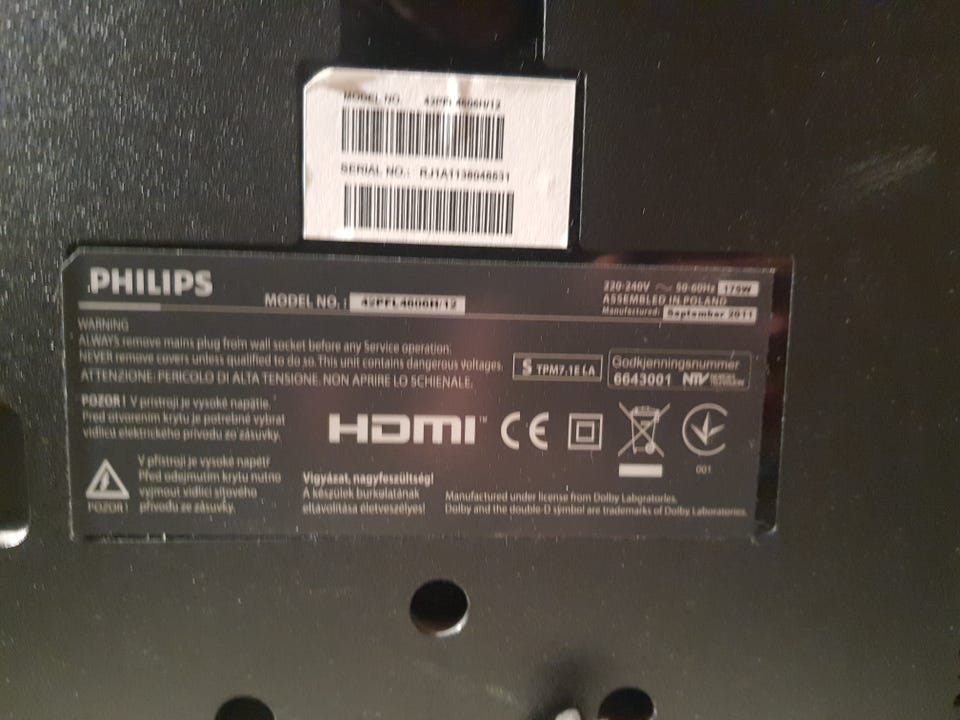 MODEL NO. 42PFL4606H/12
SERIAL NO.: RJ1AT136048631
PHILIPS
MODEL NO.: 42PFL4606H/12
220-240V ~ 50-60Hz 175W
ASSEMBLED IN POLAND
Manufactured: September 2011
WARNING
ALWAYS remove mains plug from wall socket before any Service operation.
NEVER remove covers unless qualified to do so. This unit contains dangerous voltages.
ATTENZIONE: PERICOLO DI ALTA TENSIONE. NON APRIRE LO SCHIENALE.
S TPM7.1E LA
Godkjenningsnummer
6643001 NTV
POZOR! V prístroji je vysoké napätie.
Pred otvorením krytu je potrebné vybrať
vidlicu elektrického prívodu zo zásuvky.
HDMI™
CE
001
V přístroji je vysoké napětí
Před odejmutím krytu nutno
vyjmout vidlici síťového
přívodu ze zásuvky.
POZOR!
Vigyázat, nagyfeszültség!
A készülék burkolatának
eltávolítása életveszélyes!
Manufactured under license from Dolby Laboratories.
Dolby and the double-D symbol are trademarks of Dolby Laboratories.